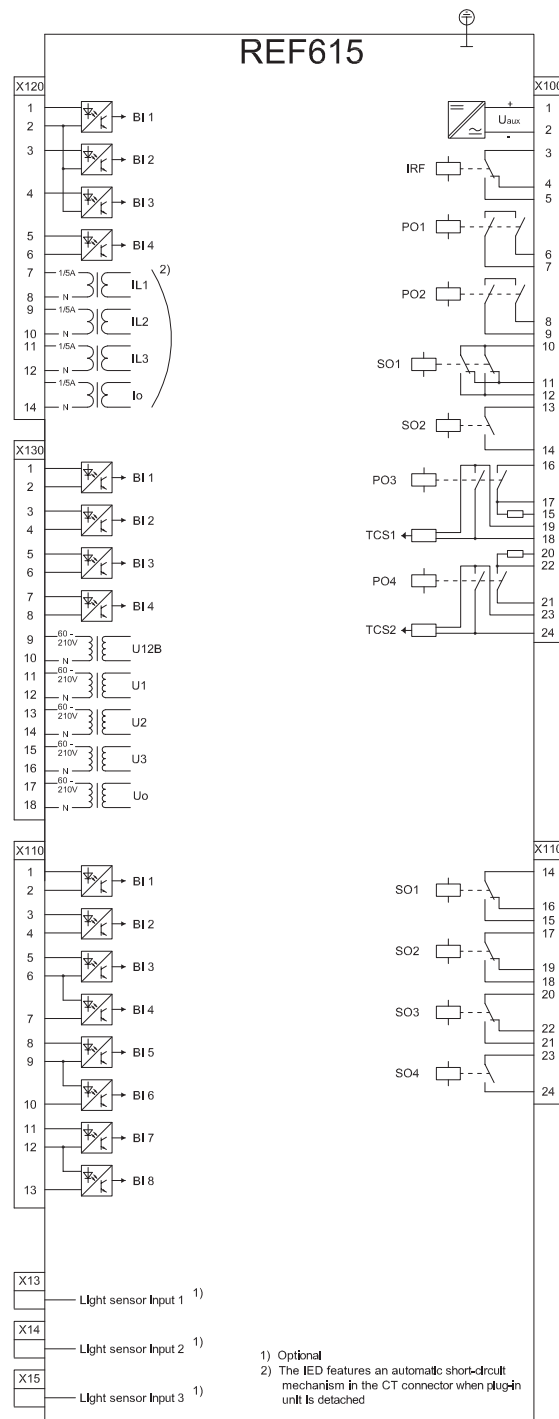 REF615
X120
1
2
BI 1
3
BI 2
4
BI 3
5
6
BI 4
7 1/5A
8 N
IL1
2)
9 1/5A
10 N
IL2
11 1/5A
12 N
IL3
1/5A
14 N
Io
X130
1
2
BI 1
3
4
BI 2
5
6
BI 3
7
8
BI 4
9 60 -
210V
10 N
U12B
11 60 -
210V
12 N
U1
13 60 -
210V
14 N
U2
15 60 -
210V
16 N
U3
17 60 -
210V
18 N
Uo
X110
1
2
BI 1
3
4
BI 2
5
6
BI 3
7
BI 4
8
9
BI 5
10
BI 6
11
12
BI 7
13
BI 8
X13
Light sensor input 1 1)
X14
Light sensor input 2 1)
X15
Light sensor input 3 1)
X100
+
Uaux
-
1
2
IRF
3
4
5
PO1
6
7
PO2
8
9
SO1
10
11
12
SO2
13
14
PO3
16
17
15
19
TCS1
18
20
22
PO4
21
23
TCS2
24
X110
SO1
14
16
15
SO2
17
19
18
SO3
20
22
21
SO4
23
24
1) Optional
2) The IED features an automatic short-circuit
mechanism in the CT connector when plug-in
unit is detached